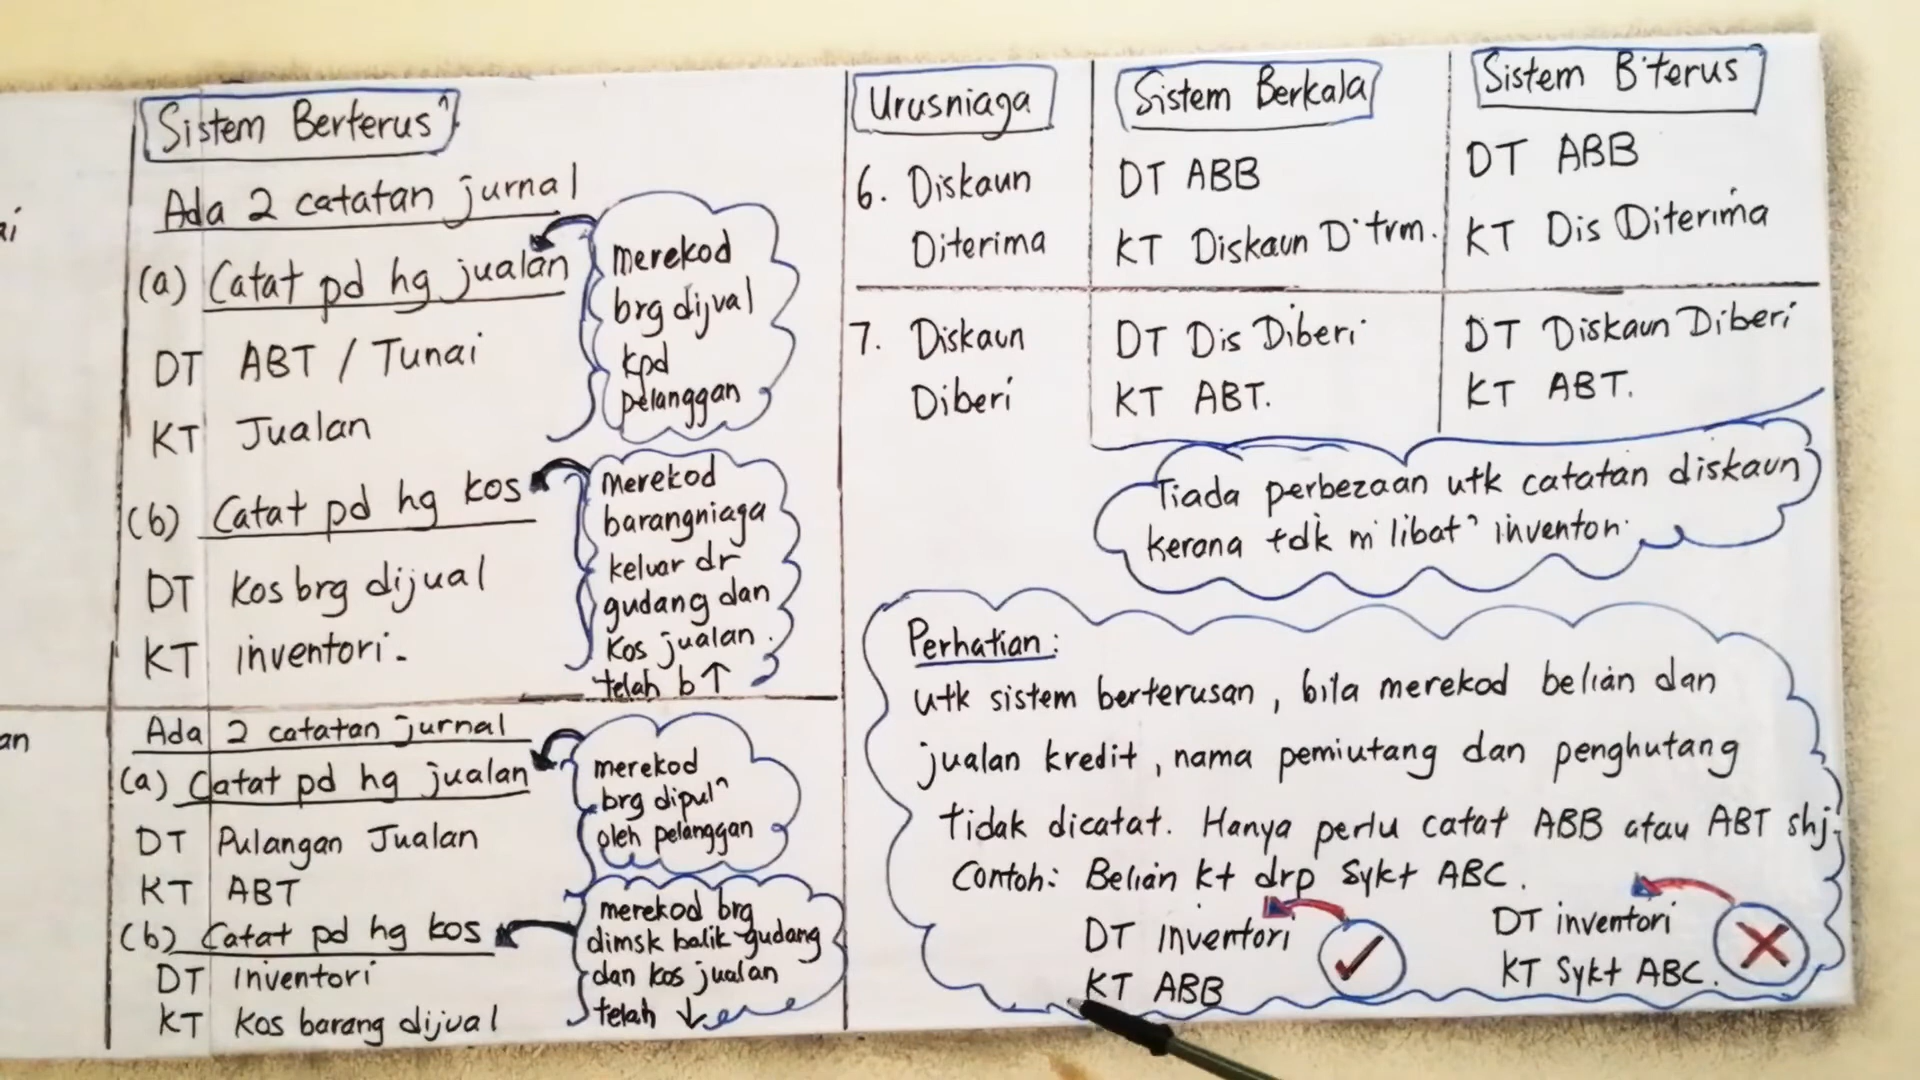 ai
an
Sistem Berterus^
Ada 2 catatan jurnal
(a) Catat pd hg jualan
DT ABT / Tunai
KT Jualan
merekod
brg dijual
kpd
pelanggan
(b) Catat pd hg kos
DT Kos brg dijual
KT inventori.
merekod
barangniaga
keluar dr
gudang dan
kos jualan.
telah b↑
Ada 2 catatan jurnal
(a) Catat pd hg jualan
DT Pulangan Jualan
KT ABT
merekod
brg dipul^
oleh pelanggan
(b) Catat pd hg kos
DT Inventori
KT Kos barang dijual
merekod brg
dimsk balik gudang
dan kos jualan
telah ↓
Urusniaga
Sistem Berkala
Sistem B'terus
6. Diskaun
Diterima
DT ABB
KT Diskaun D'trm.
DT ABB
KT Dis Diterima
7. Diskaun
Diberi
DT Dis Diberi
KT ABT.
DT Diskaun Diberi
KT ABT.
Tiada perbezaan utk catatan diskaun
kerana tdk m'libat^ inventori
Perhatian:
utk sistem berterusan, bila merekod belian dan
jualan kredit, nama pemiutang dan penghutang
tidak dicatat. Hanya perlu catat ABB atau ABT shj.
Contoh: Belian kt drp Sykt ABC.
DT inventori
KT ABB
DT inventori
KT Sykt ABC.